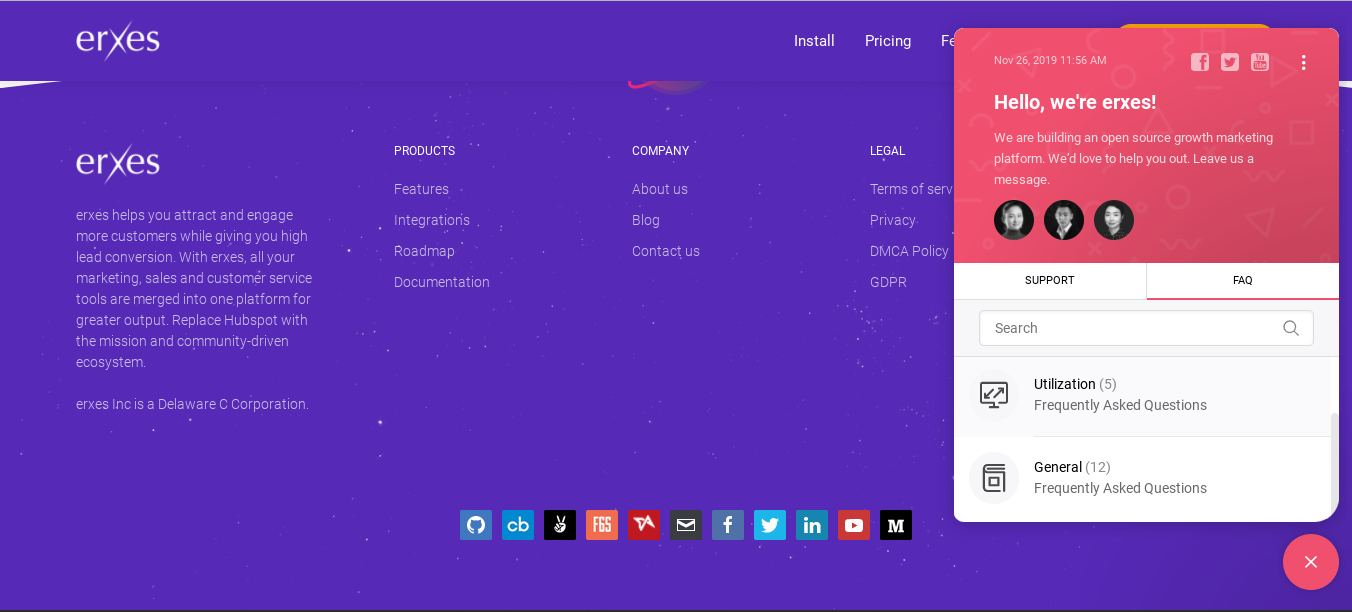 erxes
Install
Pricing
Nov 26, 2019 11:56 AM
Hello, we're erxes!
We are building an open source growth marketing
platform. We'd love to help you out. Leave us a
message.
SUPPORT
FAQ
Search
Utilization (5)
Frequently Asked Questions
General (12)
Frequently Asked Questions
erxes
erxes helps you attract and engage
more customers while giving you high
lead conversion. With erxes, all your
marketing, sales and customer service
tools are merged into one platform for
greater output. Replace Hubspot with
the mission and community-driven
ecosystem.
erxes Inc is a Delaware C Corporation.
PRODUCTS
Features
Integrations
Roadmap
Documentation
COMPANY
About us
Blog
Contact us
LEGAL
Terms of serv
Privacy
DMCA Policy
GDPR
cb
F6S